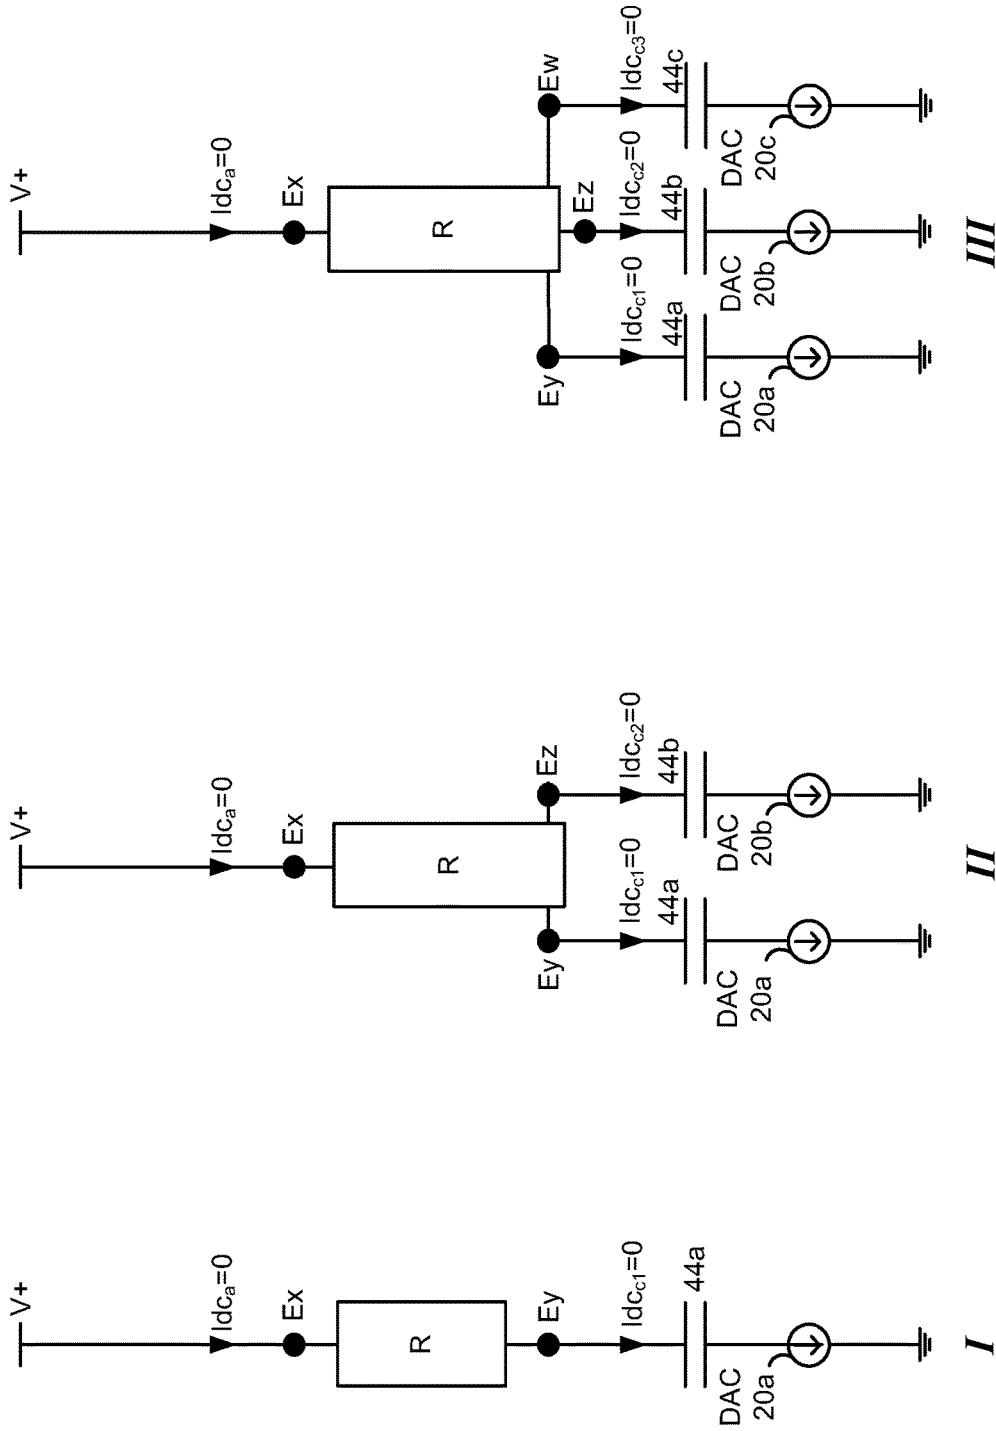 V+
Idca=0
Ex
R
Ey
Idcc1=0
44a
DAC
20a
I
V+
Idca=0
Ex
R
Ey
Ez
Idcc1=0
Idcc2=0
44a
44b
DAC
20a
DAC
20b
II
V+
Idca=0
Ex
R
Ey
Ez
Ew
Idcc1=0
Idcc2=0
Idcc3=0
44a
44b
44c
DAC
20a
DAC
20b
DAC
20c
III